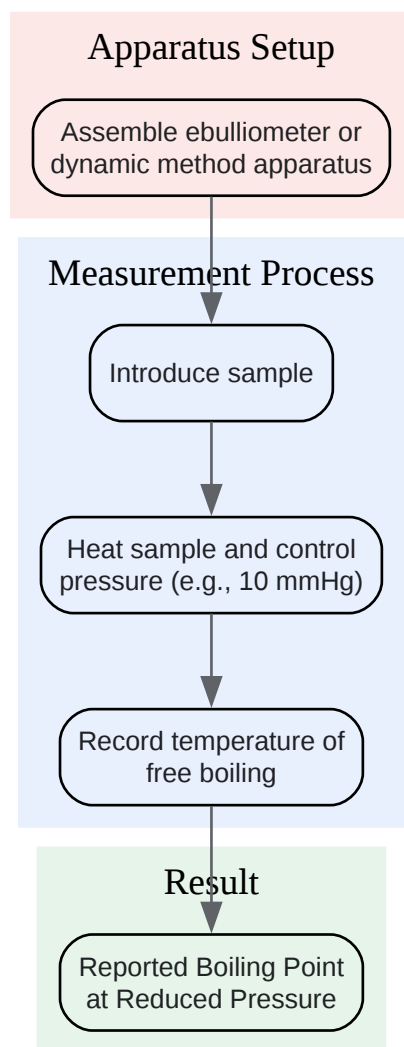 Apparatus Setup
Assemble ebulliometer or
dynamic method apparatus
Measurement Process
Introduce sample
Heat sample and control
pressure (e.g., 10 mmHg)
Record temperature of
free boiling
Result
Reported Boiling Point
at Reduced Pressure